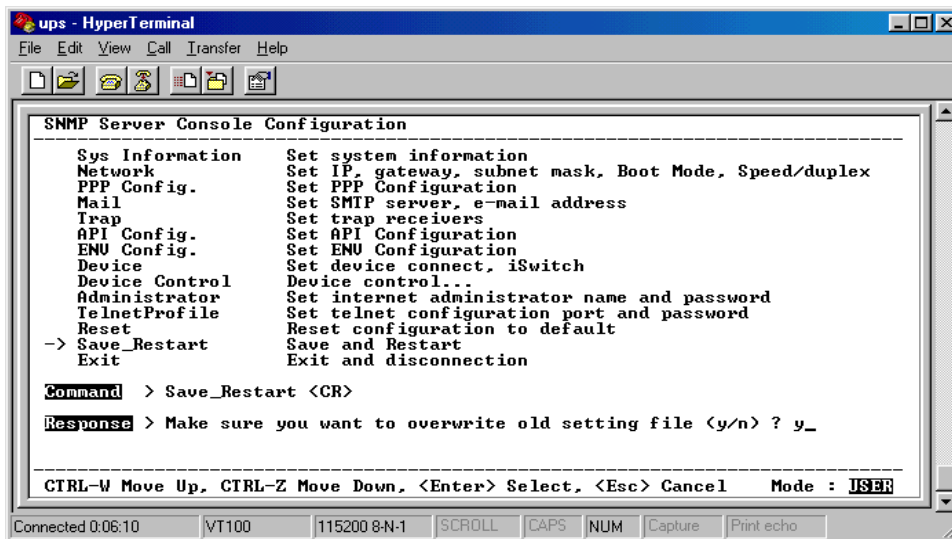 ups - HyperTerminal
File Edit View Call Transfer Help
SNMP Server Console Configuration
Sys Information Set system information
Network Set IP, gateway, subnet mask, Boot Mode, Speed/duplex
PPP Config. Set PPP Configuration
Mail Set SMTP server, e-mail address
Trap Set trap receivers
API Config. Set API Configuration
ENV Config. Set ENV Configuration
Device Set device connect, iSwitch
Device Control Device control...
Administrator Set internet administrator name and password
TelnetProfile Set telnet configuration port and password
Reset Reset configuration to default
-> Save_Restart Save and Restart
Exit Exit and disconnection
Command > Save_Restart <CR>
Response > Make sure you want to overwrite old setting file (y/n) ? y_
CTRL-W Move Up, CTRL-Z Move Down, <Enter> Select, <Esc> Cancel Mode : USER
Connected 0:06:10 VT100 115200 8-N-1 SCROLL CAPS NUM Capture Print echo